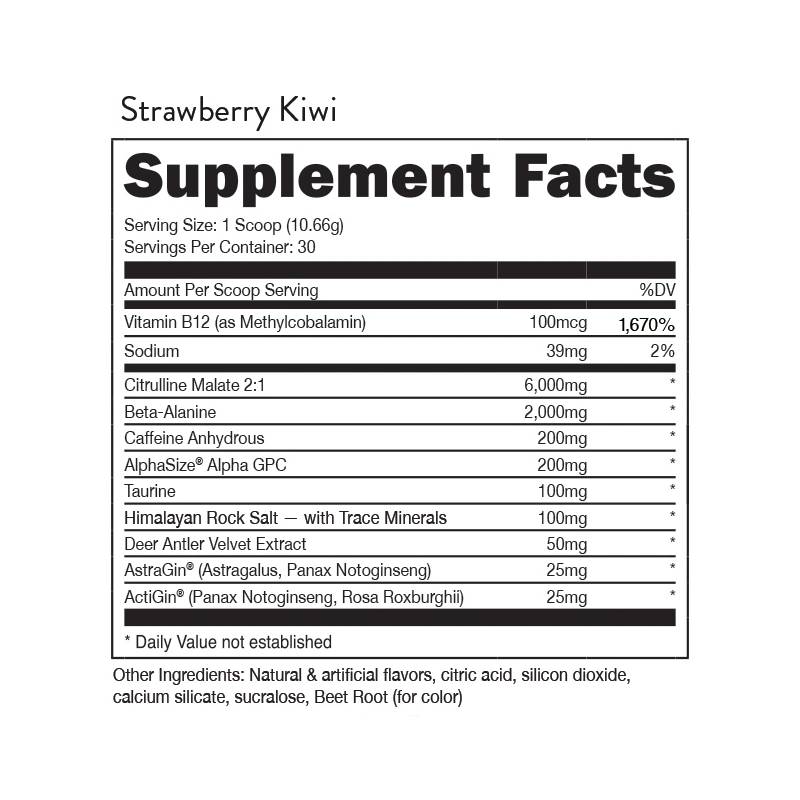 Strawberry Kiwi
Supplement Facts
Serving Size: 1 Scoop (10.66g)
Servings Per Container: 30
Amount Per Scoop Serving %DV
Vitamin B12 (as Methylcobalamin) 100mcg 1,670%
Sodium 39mg 2%
Citrulline Malate 2:1 6,000mg *
Beta-Alanine 2,000mg *
Caffeine Anhydrous 200mg *
AlphaSize® Alpha GPC 200mg *
Taurine 100mg *
Himalayan Rock Salt — with Trace Minerals 100mg *
Deer Antler Velvet Extract 50mg *
AstraGin® (Astragalus, Panax Notoginseng) 25mg *
ActiGin® (Panax Notoginseng, Rosa Roxburghii) 25mg *
* Daily Value not established
Other Ingredients: Natural & artificial flavors, citric acid, silicon dioxide,
calcium silicate, sucralose, Beet Root (for color)